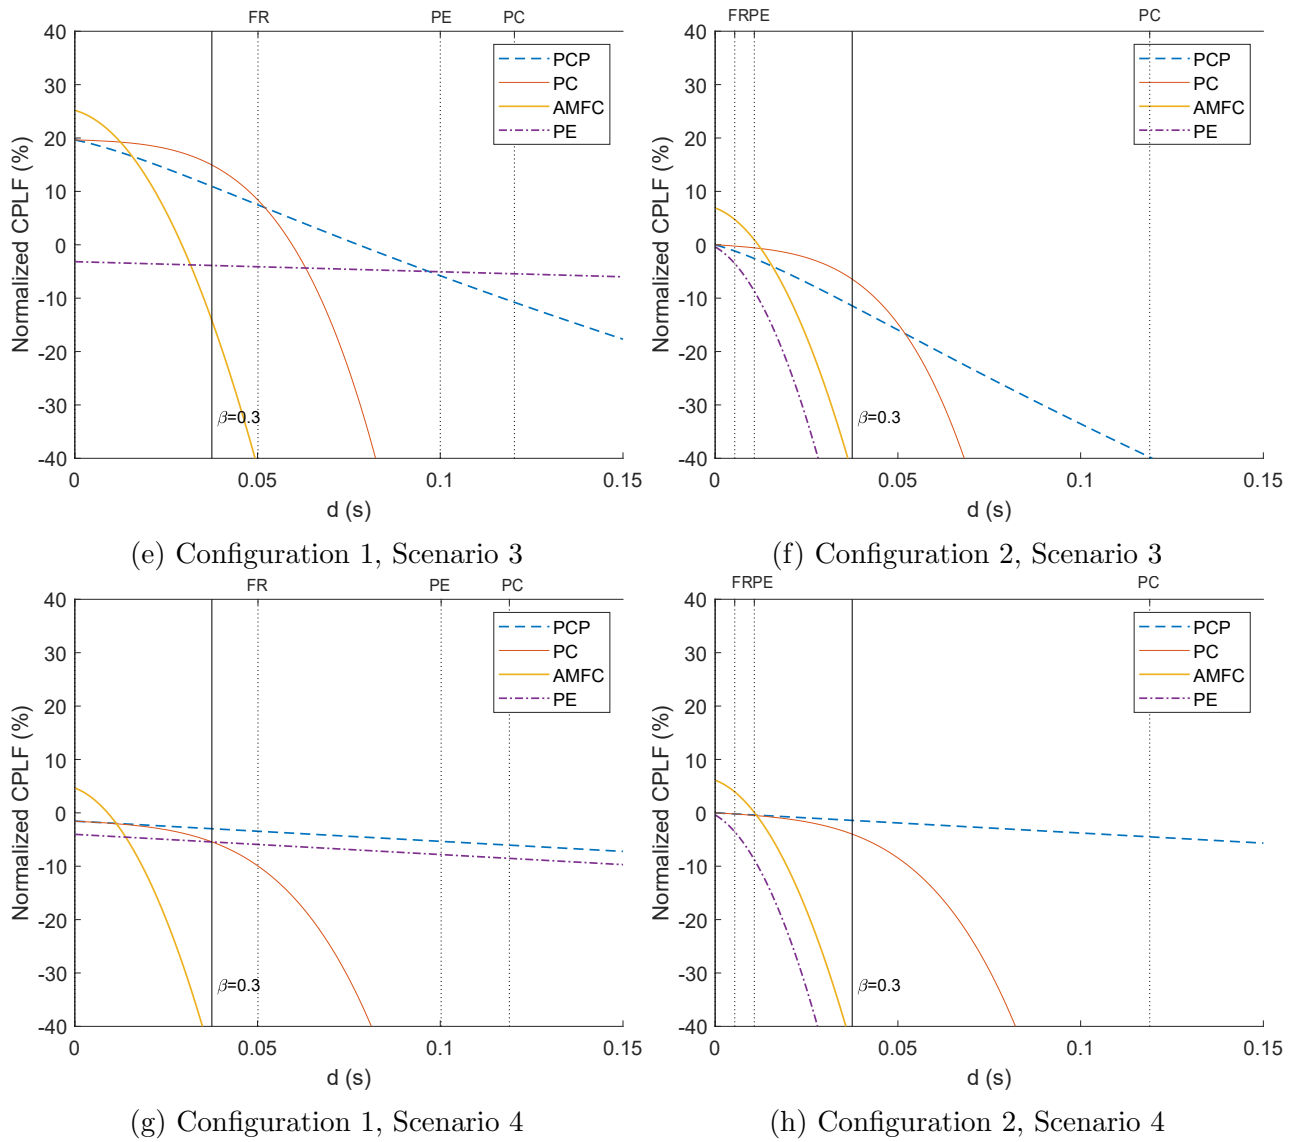 FR PE PC
40
30
20
10
0
-10
-20
-30
-40
Normalized CPLF (%)
PCP
PC
AMFC
PE
β=0.3
0 0.05 0.1 0.15
d (s)
(e) Configuration 1, Scenario 3
FR PE PC
40
30
20
10
0
-10
-20
-30
-40
Normalized CPLF (%)
PCP
PC
AMFC
PE
β=0.3
0 0.05 0.1 0.15
d (s)
(f) Configuration 2, Scenario 3
FR PE PC
40
30
20
10
0
-10
-20
-30
-40
Normalized CPLF (%)
PCP
PC
AMFC
PE
β=0.3
0 0.05 0.1 0.15
d (s)
(g) Configuration 1, Scenario 4
FR PE PC
40
30
20
10
0
-10
-20
-30
-40
Normalized CPLF (%)
PCP
PC
AMFC
PE
β=0.3
0 0.05 0.1 0.15
d (s)
(h) Configuration 2, Scenario 4